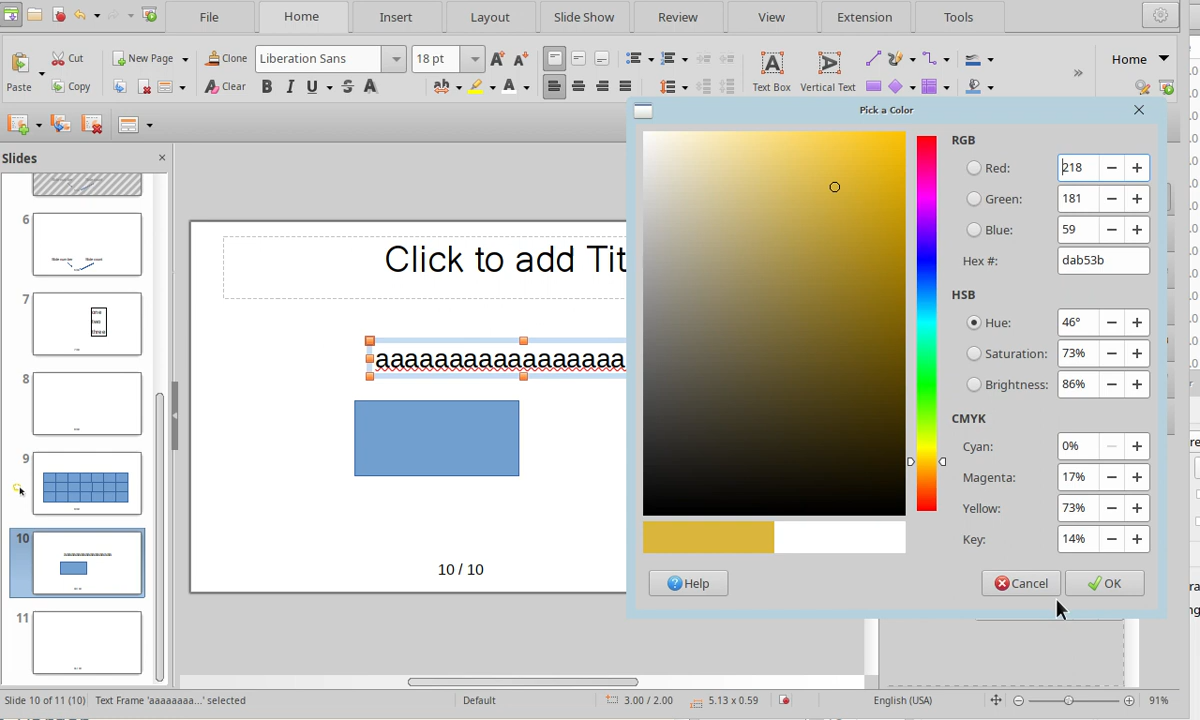 File
Home
Insert
Layout
Slide Show
Review
View
Extension
Tools
Paste
Cut
Copy
New Page
Clone
Clear
Liberation Sans
18 pt
Text Box
Vertical Text
Home
Slides
Pick a Color
RGB
Red:
218
Green:
181
Blue:
59
Hex #:
dab53b
HSB
Hue:
46°
Saturation:
73%
Brightness:
86%
CMYK
Cyan:
0%
Magenta:
17%
Yellow:
73%
Key:
14%
Help
Cancel
OK
6
7
one
two
three
8
9
10
11
Click to add Tit
aaaaaaaaaaaaaaaaa
10 / 10
Slide 10 of 11 (10)
Text Frame 'aaaaaaaa...' selected
Default
3.00 / 2.00
5.13 x 0.59
English (USA)
91%